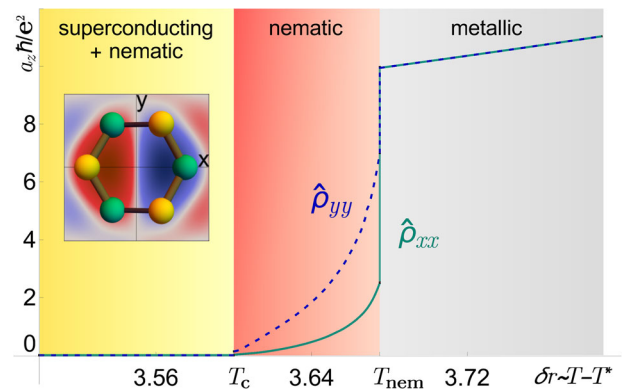 superconducting
+ nematic
nematic
metallic
a_z ħ/e²
8
6
4
2
0
y
x
ρ̂_yy
ρ̂_xx
3.56
T_c
3.64
T_nem
3.72
δr~T−T*